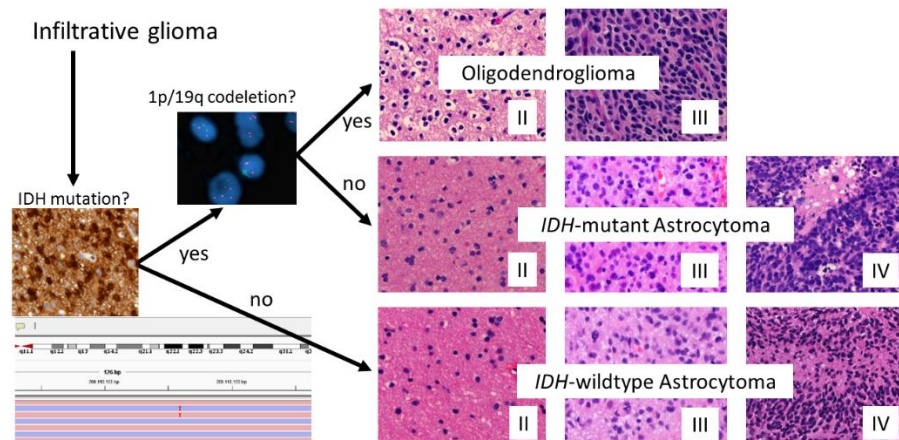 Infiltrative glioma
1p/19q codeletion?
yes
Oligodendroglioma
II
III
IDH mutation?
yes
no
IDH-mutant Astrocytoma
II
III
IV
no
IDH-wildtype Astrocytoma
II
III
IV